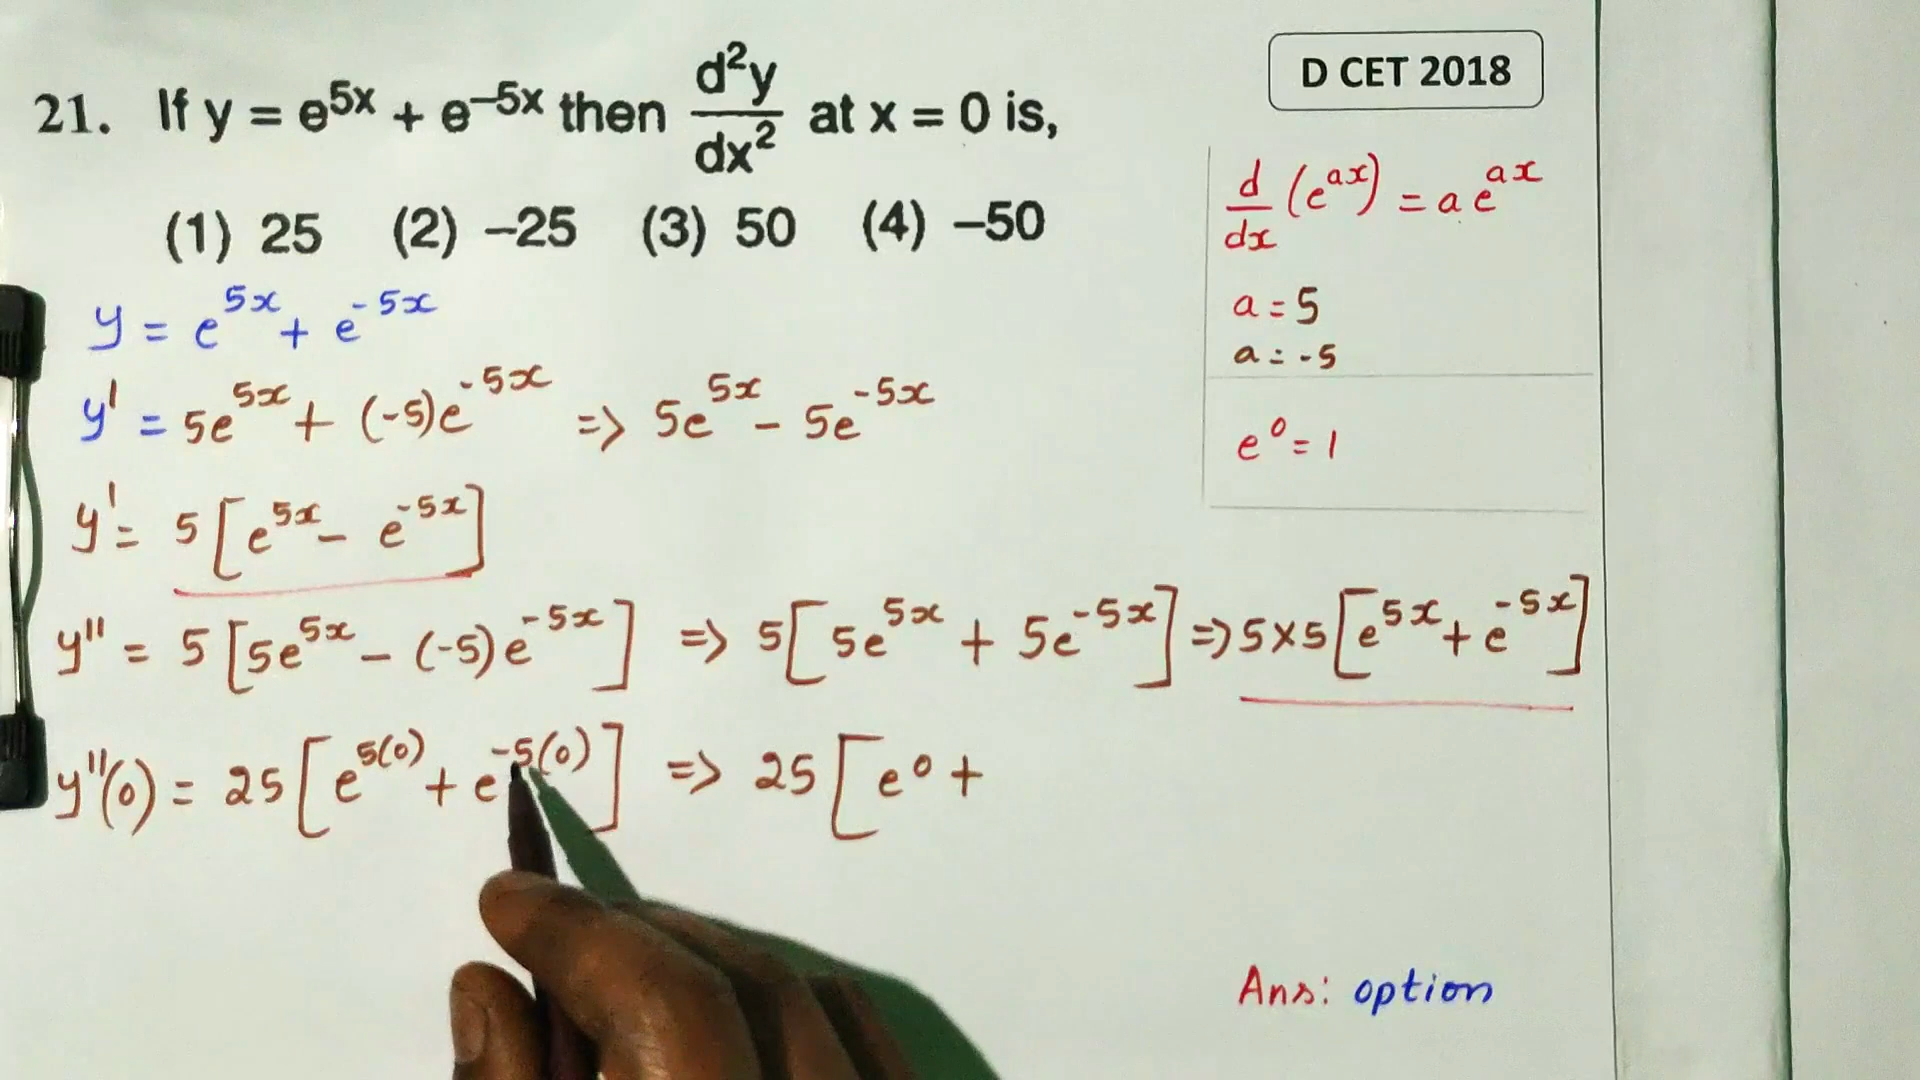 D CET 2018
21. If y = e^5x + e^–5x then d²y/dx² at x = 0 is,
(1) 25 (2) –25 (3) 50 (4) –50
d/dx (e^ax) = a e^ax
a = 5
a = -5
e^0 = 1
y = e^5x + e^-5x
y' = 5e^5x + (-5)e^-5x => 5e^5x - 5e^-5x
y' = 5[e^5x - e^-5x]
y'' = 5[5e^5x - (-5)e^-5x] => 5[5e^5x + 5e^-5x] => 5×5[e^5x + e^-5x]
y''(0) = 25[e^5(0) + e^-5(0)] => 25[e^0 +
Ans: option